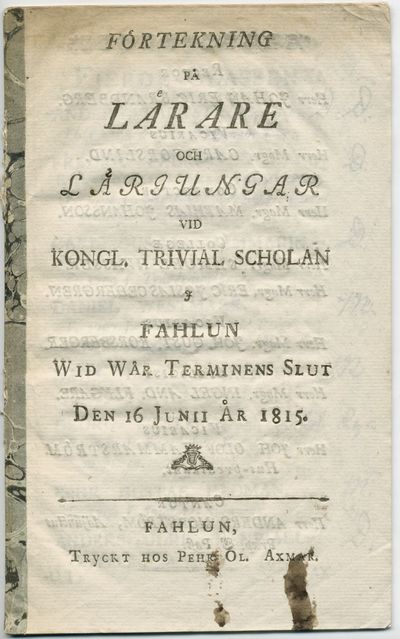 FÖRTEKNING
PÅ
LÄRARE
OCH
LÄRJUNGAR
VID
KONGL. TRIVIAL SCHOLAN
I
FAHLUN
WID WÅR TERMINENS SLUT
DEN 16 JUNII ÅR 1815.
FAHLUN,
TRYCKT HOS PEHR OL. AXMAR.